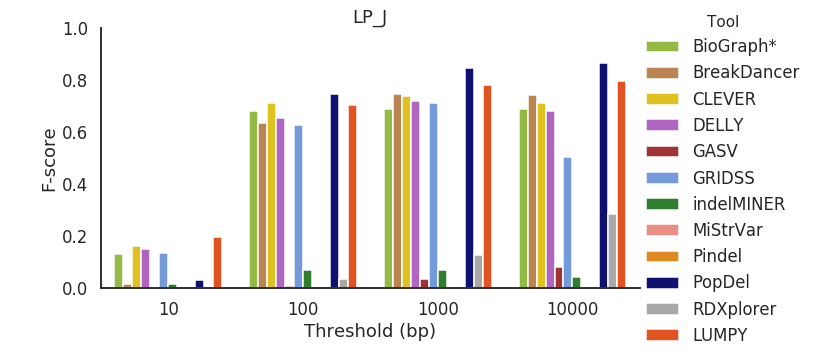 LP_J
1.0
0.8
0.6
0.4
0.2
0.0
F-score
10
100
1000
10000
Threshold (bp)
Tool
BioGraph*
BreakDancer
CLEVER
DELLY
GASV
GRIDSS
indelMINER
MiStrVar
Pindel
PopDel
RDXplorer
LUMPY